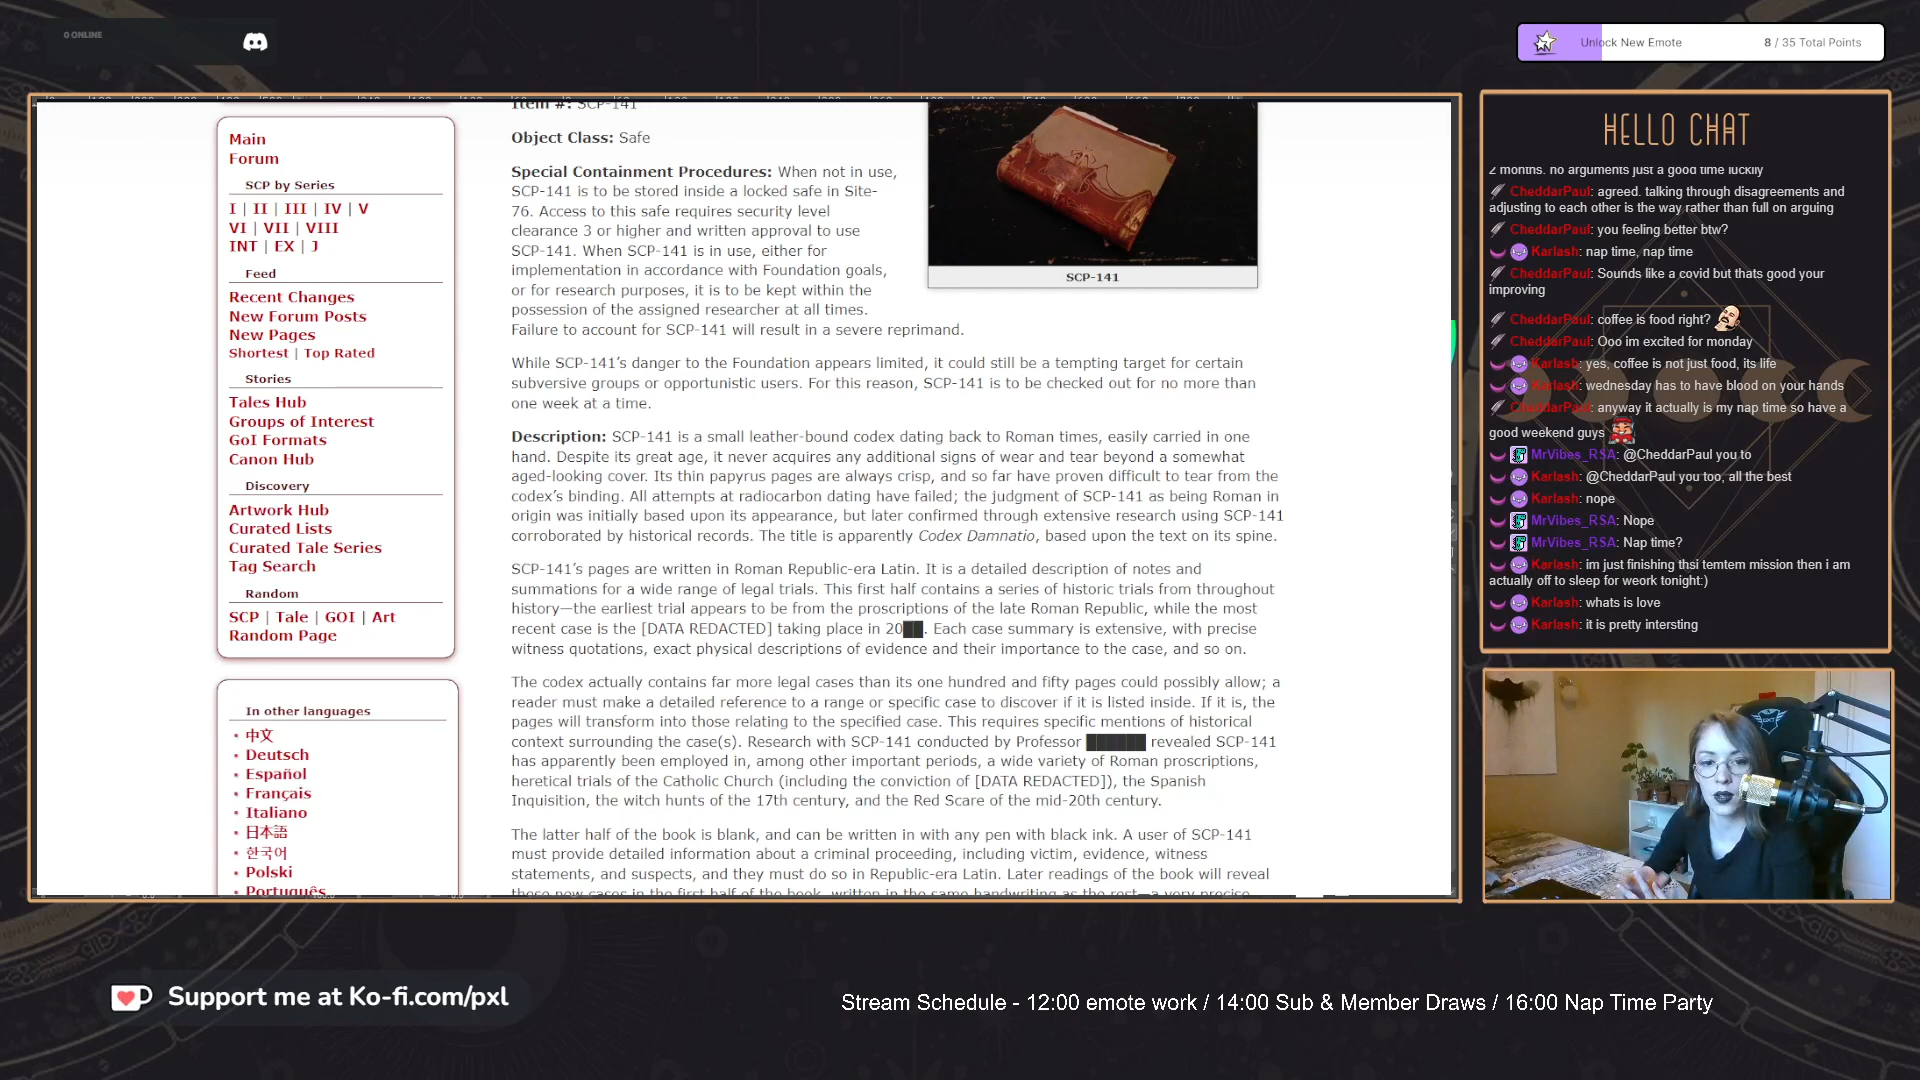 0 ONLINE
Unlock New Emote
8 / 35 Total Points
Item #: SCP-141
Object Class: Safe
Special Containment Procedures: When not in use,
SCP-141 is to be stored inside a locked safe in Site-
76. Access to this safe requires security level
clearance 3 or higher and written approval to use
SCP-141. When SCP-141 is in use, either for
implementation in accordance with Foundation goals,
or for research purposes, it is to be kept within the
possession of the assigned researcher at all times.
Failure to account for SCP-141 will result in a severe reprimand.
SCP-141
While SCP-141’s danger to the Foundation appears limited, it could still be a tempting target for certain
subversive groups or opportunistic users. For this reason, SCP-141 is to be checked out for no more than
one week at a time.
Description: SCP-141 is a small leather-bound codex dating back to Roman times, easily carried in one
hand. Despite its great age, it never acquires any additional signs of wear and tear beyond a somewhat
aged-looking cover. Its thin papyrus pages are always crisp, and so far have proven difficult to tear from the
codex’s binding. All attempts at radiocarbon dating have failed; the judgment of SCP-141 as being Roman in
origin was initially based upon its appearance, but later confirmed through extensive research using SCP-141
corroborated by historical records. The title is apparently Codex Damnatio, based upon the text on its spine.
SCP-141’s pages are written in Roman Republic-era Latin. It is a detailed description of notes and
summations for a wide range of legal trials. This first half contains a series of historic trials from throughout
history—the earliest trial appears to be from the proscriptions of the late Roman Republic, while the most
recent case is the [DATA REDACTED] taking place in 20██. Each case summary is extensive, with precise
witness quotations, exact physical descriptions of evidence and their importance to the case, and so on.
The codex actually contains far more legal cases than its one hundred and fifty pages could possibly allow; a
reader must make a detailed reference to a range or specific case to discover if it is listed inside. If it is, the
pages will transform into those relating to the specified case. This requires specific mentions of historical
context surrounding the case(s). Research with SCP-141 conducted by Professor ██████ revealed SCP-141
has apparently been employed in, among other important periods, a wide variety of Roman proscriptions,
heretical trials of the Catholic Church (including the conviction of [DATA REDACTED]), the Spanish
Inquisition, the witch hunts of the 17th century, and the Red Scare of the mid-20th century.
The latter half of the book is blank, and can be written in with any pen with black ink. A user of SCP-141
must provide detailed information about a criminal proceeding, including victim, evidence, witness
statements, and suspects, and they must do so in Republic-era Latin. Later readings of the book will reveal
these new cases in the first half of the book, written in the same handwriting as the rest—a very precise
Main
Forum
SCP by Series
I | II | III | IV | V
VI | VII | VIII
INT | EX | J
Feed
Recent Changes
New Forum Posts
New Pages
Shortest | Top Rated
Stories
Tales Hub
Groups of Interest
GoI Formats
Canon Hub
Discovery
Artwork Hub
Curated Lists
Curated Tale Series
Tag Search
Random
SCP | Tale | GOI | Art
Random Page
In other languages
中文
Deutsch
Español
Français
Italiano
日本語
한국어
Polski
Português
HELLO CHAT
2 months. no arguments just a good time luckily
CheddarPaul: agreed. talking through disagreements and
adjusting to each other is the way rather than full on arguing
CheddarPaul: you feeling better btw?
Karlash: nap time, nap time
CheddarPaul: Sounds like a covid but thats good your
improving
CheddarPaul: coffee is food right?
CheddarPaul: Ooo im excited for monday
Karlash: yes, coffee is not just food, its life
Karlash: wednesday has to have blood on your hands
CheddarPaul: anyway it actually is my nap time so have a
good weekend guys
MrVibes_RSA: @CheddarPaul you to
Karlash: @CheddarPaul you too, all the best
Karlash: nope
MrVibes_RSA: Nope
MrVibes_RSA: Nap time?
Karlash: im just finishing thsi temtem mission then i am
actually off to sleep for weork tonight:)
Karlash: whats is love
Karlash: it is pretty intersting
Support me at Ko-fi.com/pxl
Stream Schedule - 12:00 emote work / 14:00 Sub & Member Draws / 16:00 Nap Time Party